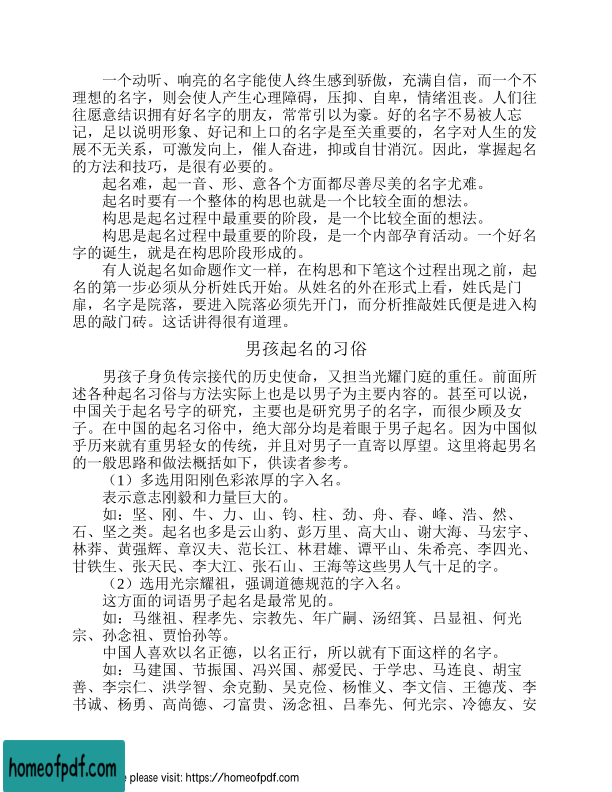 一个动听、响亮的名字能使人终生感到骄傲，充满自信，而一个不
理想的名字，则会使人产生心理障碍，压抑、自卑，情绪沮丧。人们往
往愿意结识拥有好名字的朋友，常常引以为豪。好的名字不易被人忘
记，足以说明形象、好记和上口的名字是至关重要的，名字对人生的发
展不无关系，可激发向上，催人奋进，抑或自甘消沉。因此，掌握起名
的方法和技巧，是很有必要的。
起名难，起一音、形、意各个方面都尽善尽美的名字尤难。
起名时要有一个整体的构思也就是一个比较全面的想法。
构思是起名过程中最重要的阶段，是一个比较全面的想法。
构思是起名过程中最重要的阶段，是一个内部孕育活动。一个好名
字的诞生，就是在构思阶段形成的。
有人说起名如命题作文一样，在构思和下笔这个过程出现之前，起
名的第一步必须从分析姓氏开始。从姓名的外在形式上看，姓氏是门
扉，名字是院落，要进入院落必须先开门，而分析推敲姓氏便是进入构
思的敲门砖。这话讲得很有道理。
男孩起名的习俗
男孩子身负传宗接代的历史使命，又担当光耀门庭的重任。前面所
述各种起名习俗与方法实际上也是以男子为主要内容的。甚至可以说，
中国关于起名号字的研究，主要也是研究男子的名字，而很少顾及女
子。在中国的起名习俗中，绝大部分均是着眼于男子起名。因为中国似
乎历来就有重男轻女的传统，并且对男子一直寄以厚望。这里将起男名
的一般思路和做法概括如下，供读者参考。
（1）多选用阳刚色彩浓厚的字入名。
表示意志刚毅和力量巨大的。
如：坚、刚、牛、力、山、钧、柱、劲、舟、春、峰、浩、然、
石、坚之类。起名也多是云山豹、彭万里、高大山、谢大海、马宏宇、
林莽、黄强辉、章汉夫、范长江、林君雄、谭平山、朱希亮、李四光、
甘铁生、张天民、李大江、张石山、王海等这些男人气十足的字。
（2）选用光宗耀祖，强调道德规范的字入名。
这方面的词语男子起名是最常见的。
如：马继祖、程孝先、宗教先、年广嗣、汤绍箕、吕显祖、何光
宗、孙念祖、贾怡孙等。
中国人喜欢以名正德，以名正行，所以就有下面这样的名字。
如：马建国、节振国、冯兴国、郝爱民、于学忠、马连良、胡宝
善、李宗仁、洪学智、余克勤、吴克俭、杨惟义、李文信、王德茂、李
书诚、杨勇、高尚德、刁富贵、汤念祖、吕奉先、何光宗、冷德友、安
homeofpdf.com
e please visit: https://homeofpdf.com